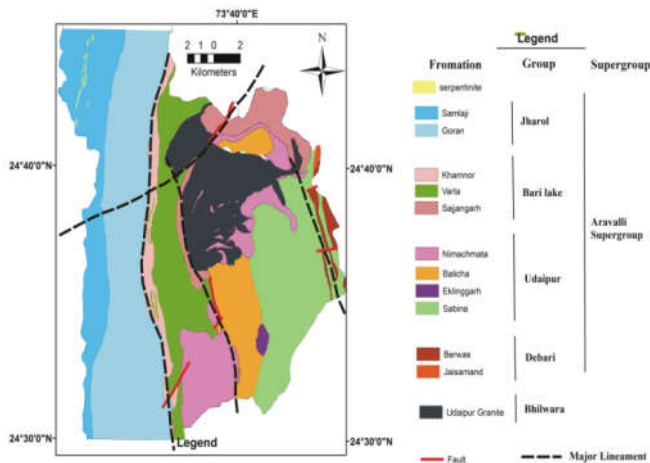 73°40'0"E
N
2 1 0 2
Kilometers
24°40'0"N
24°40'0"N
24°30'0"N
24°30'0"N
Legend
Legend
Fromation Group Supergroup
serpentinite
Samlaji
Goran
Jharol
Khamnor
Varla
Sajjangarh
Bari lake
Aravalli
Supergroup
Nimachmata
Balicha
Eklinggarh
Sabina
Udaipur
Berwas
Jaisamand
Debari
Udaipur Granite
Bhilwara
Fault
Major Lineament